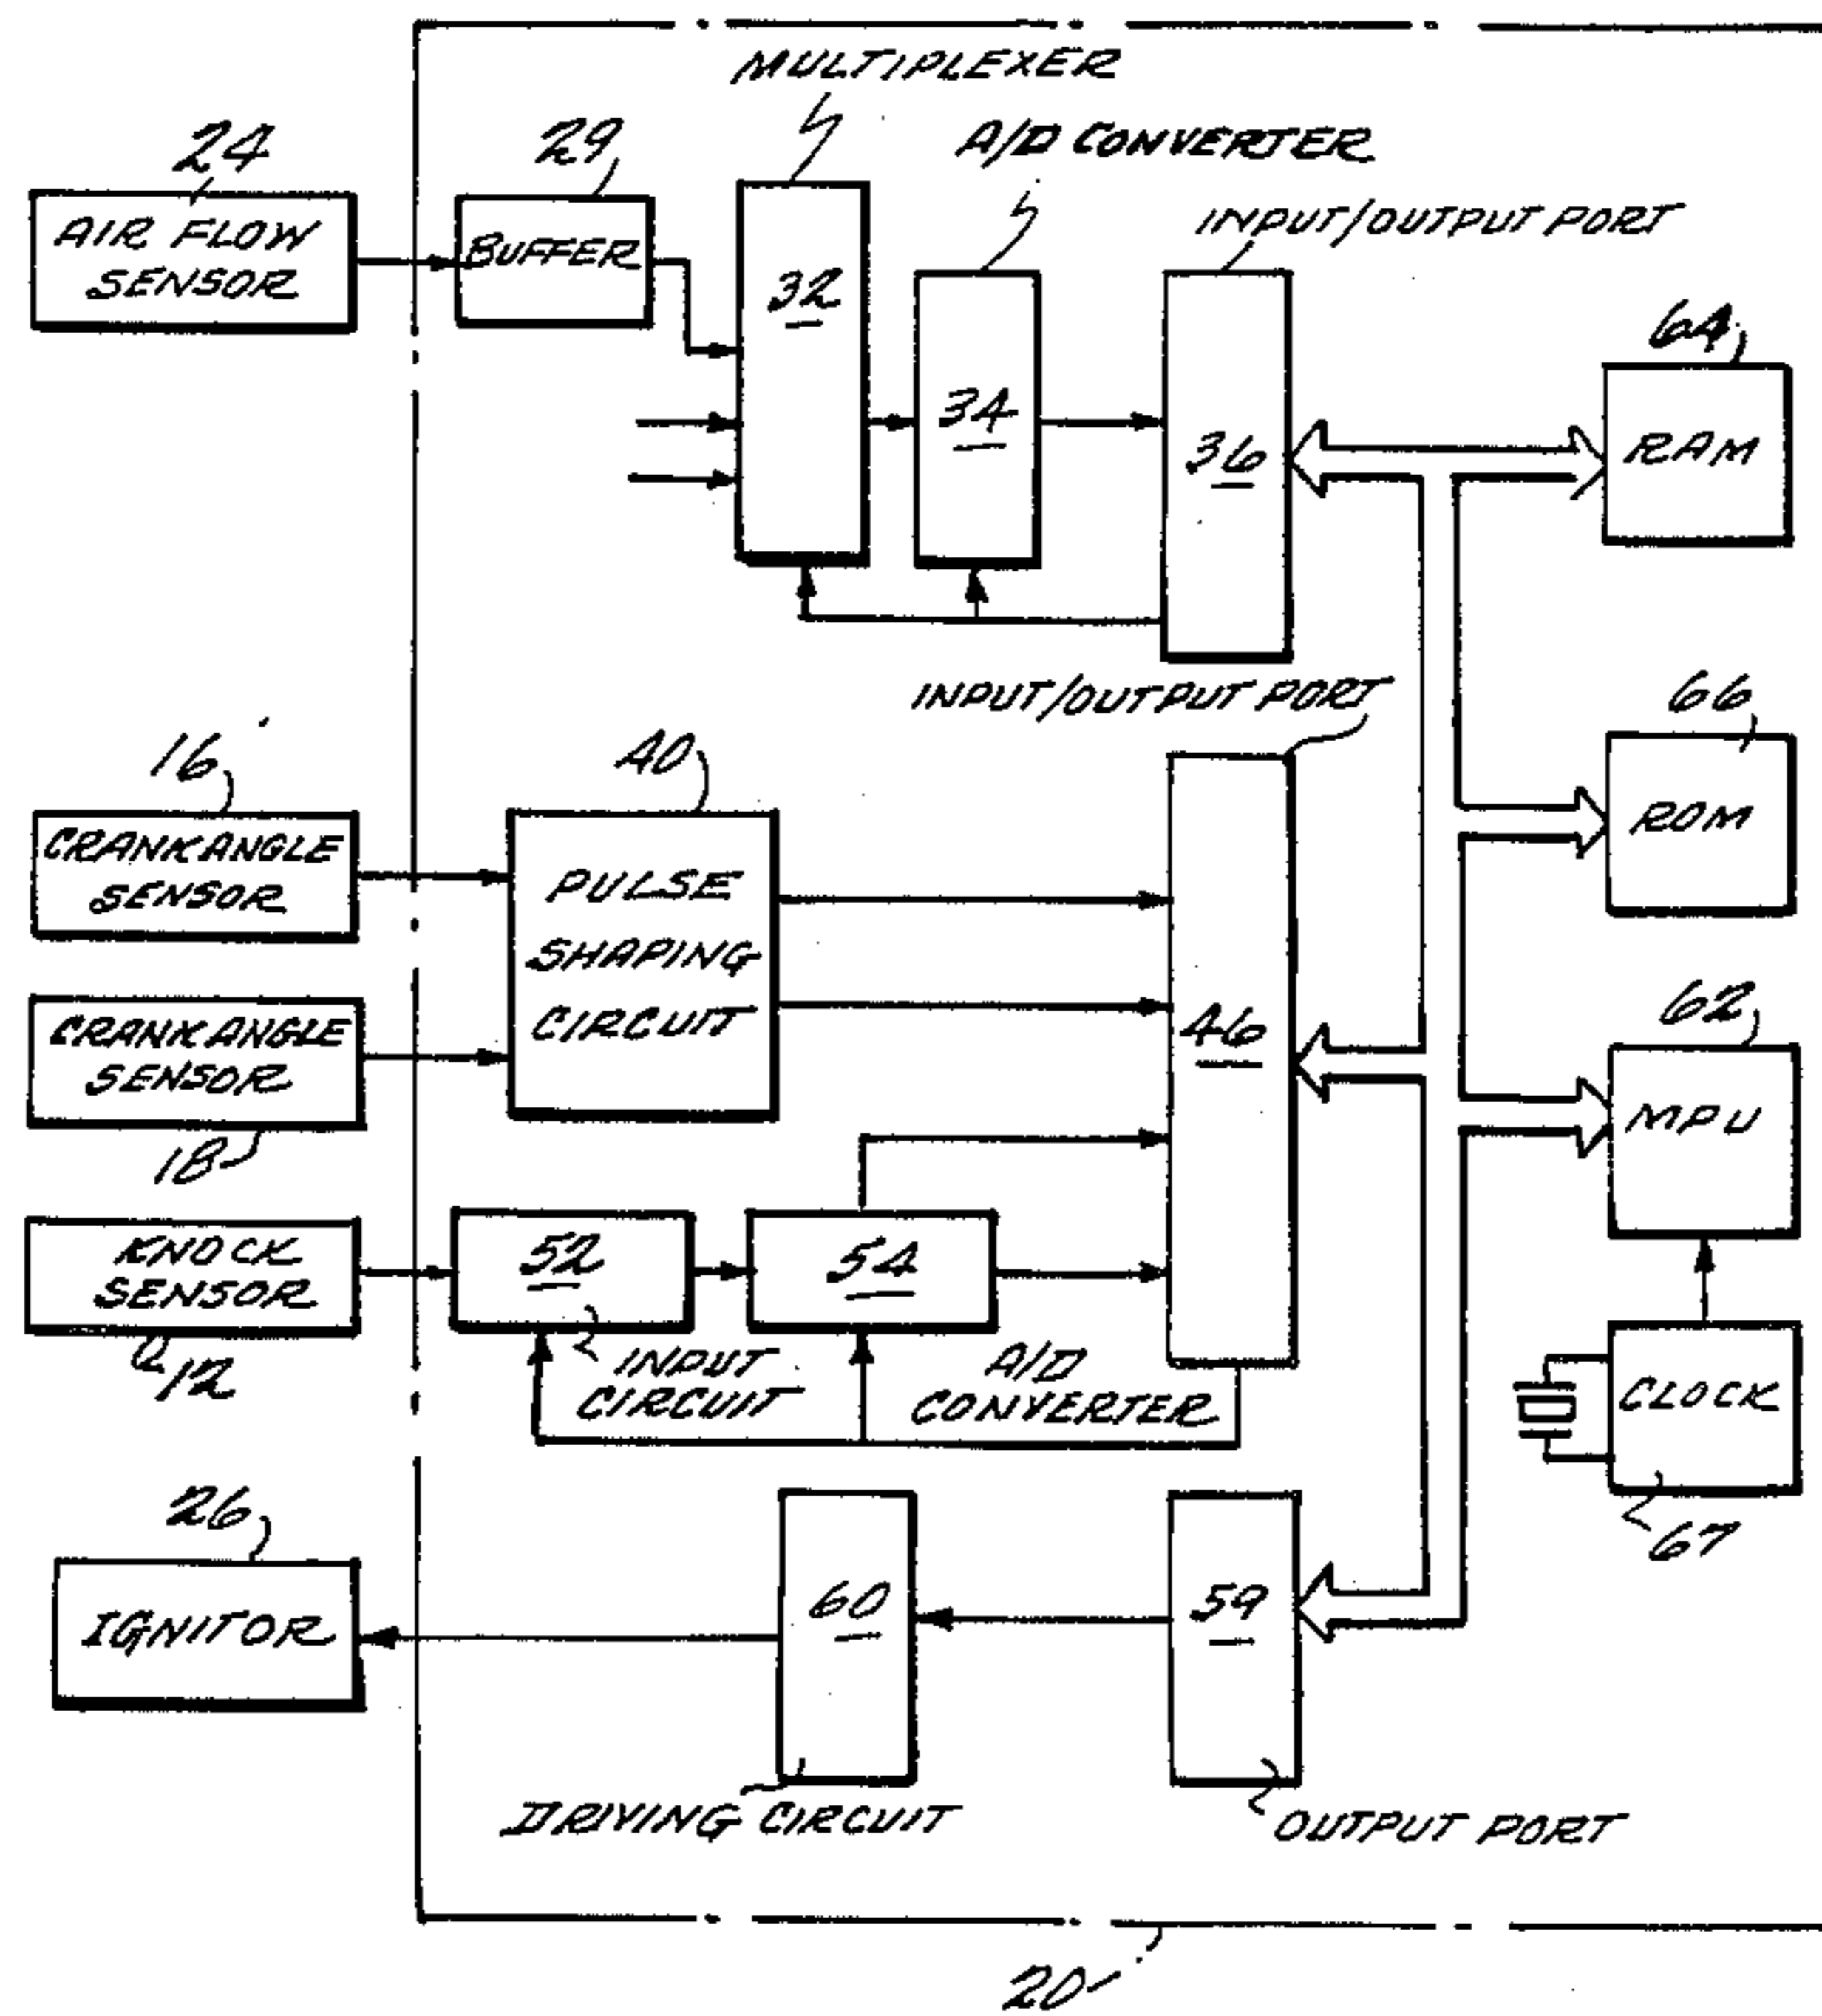 MULTIPLEXER
A/D CONVERTER
24
29
INPUT/OUTPUT PORT
AIR FLOW
SENSOR
BUFFER
32
34
36
64
RAM
INPUT/OUTPUT PORT
66
ROM
16
40
CRANK ANGLE
SENSOR
PULSE
SHAPING
CIRCUIT
46
CRANK ANGLE
SENSOR
18
62
MPU
KNOCK
SENSOR
12
52
54
INPUT
CIRCUIT
A/D
CONVERTER
CLOCK
67
26
IGNITOR
60
59
DRIVING CIRCUIT
OUTPUT PORT
20